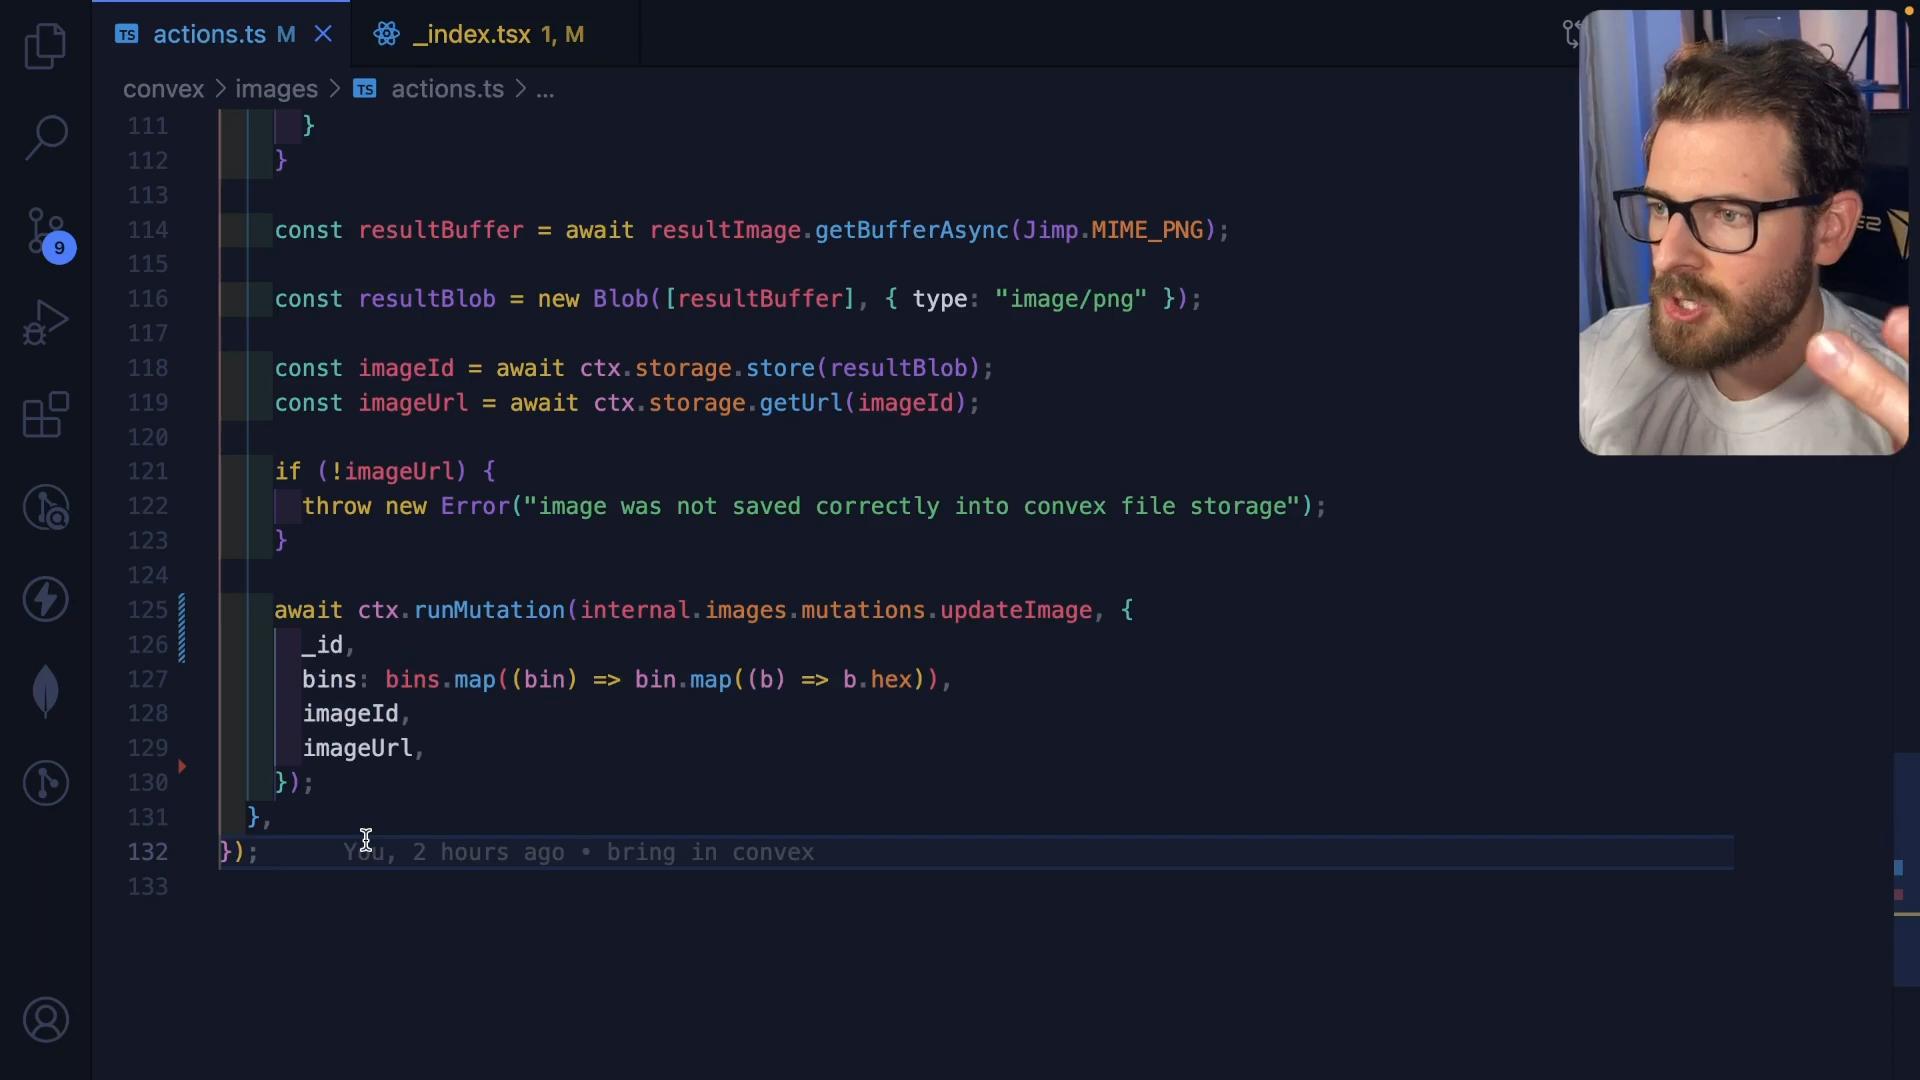 TS actions.ts M
_index.tsx 1, M
convex > images > TS actions.ts > ...
111 }
112 }
113
114 const resultBuffer = await resultImage.getBufferAsync(Jimp.MIME_PNG);
115
116 const resultBlob = new Blob([resultBuffer], { type: "image/png" });
117
118 const imageId = await ctx.storage.store(resultBlob);
119 const imageUrl = await ctx.storage.getUrl(imageId);
120
121 if (!imageUrl) {
122 throw new Error("image was not saved correctly into convex file storage");
123 }
124
125 await ctx.runMutation(internal.images.mutations.updateImage, {
126 _id,
127 bins: bins.map((bin) => bin.map((b) => b.hex)),
128 imageId,
129 imageUrl,
130 });
131 },
132 }); You, 2 hours ago • bring in convex
133
9